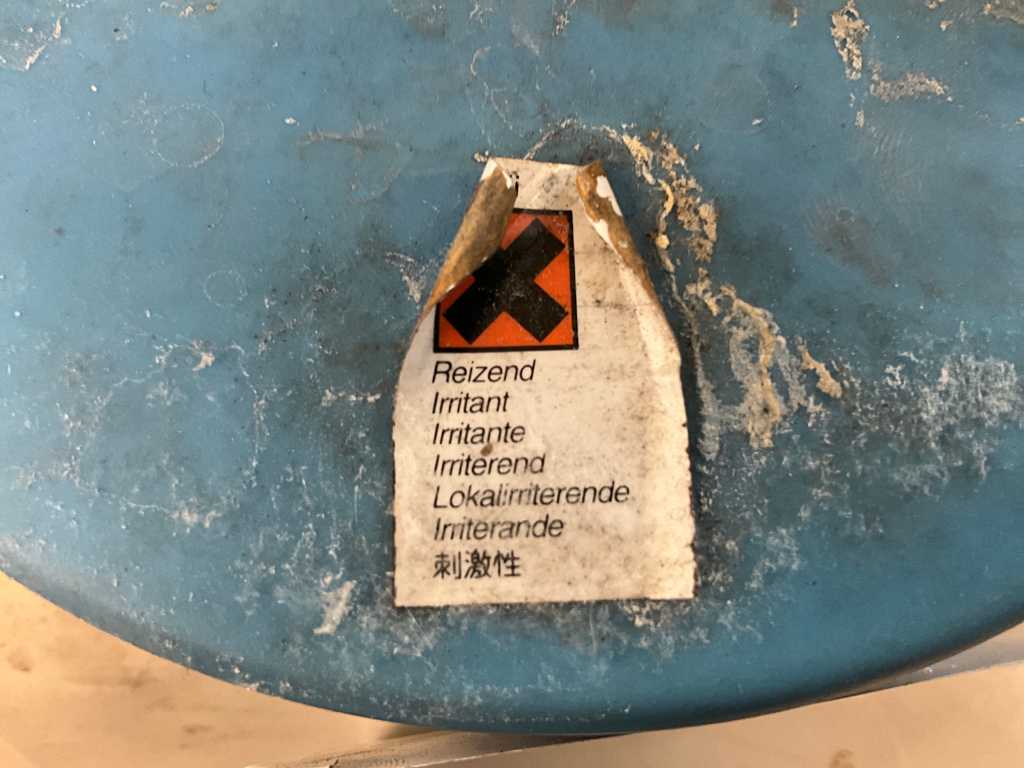 Reizend
Irritant
Irritante
Irriterend
Lokalirriterende
Irriterande
刺激性